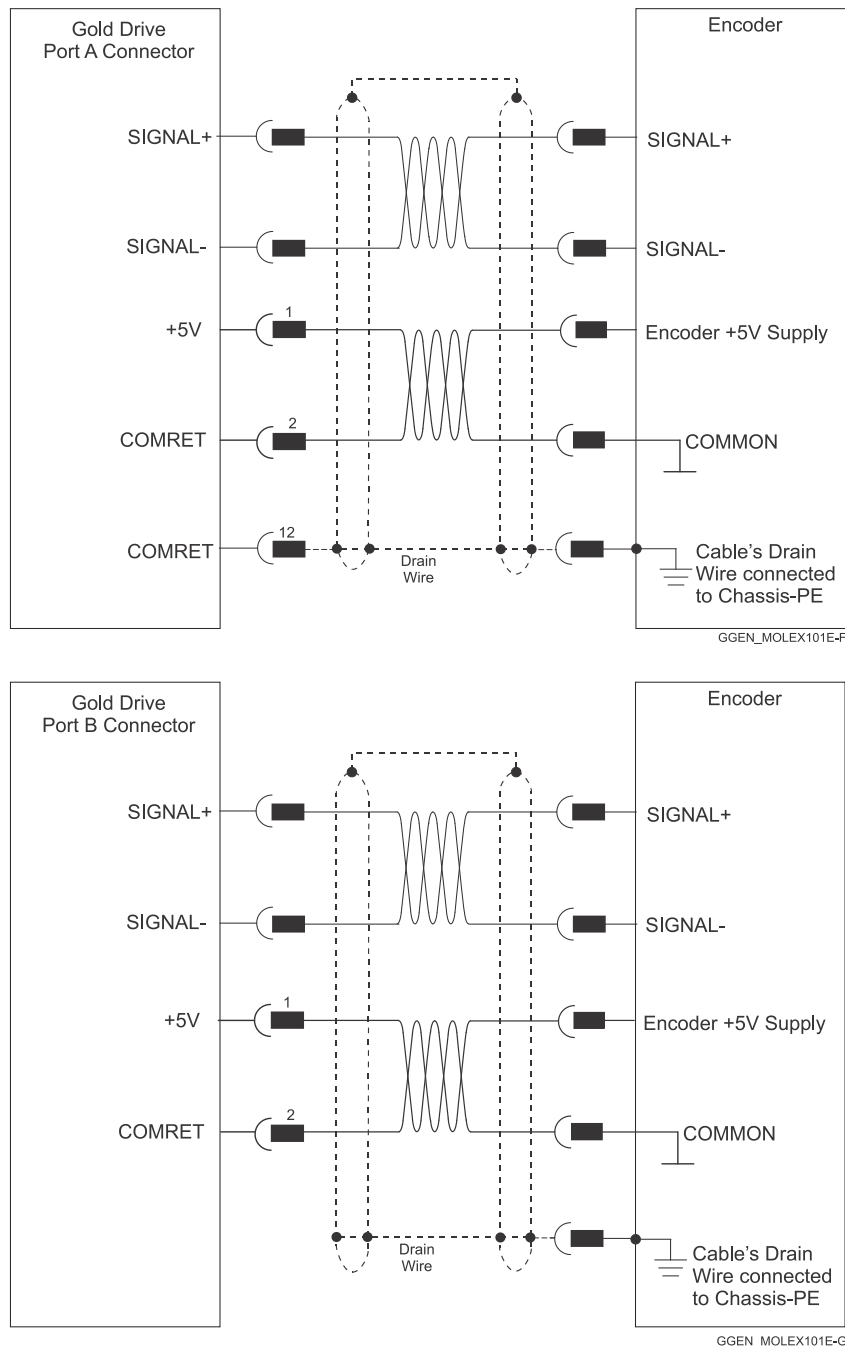 Gold Drive
Port A Connector
Encoder
SIGNAL+
SIGNAL+
SIGNAL-
SIGNAL-
+5V
1
Encoder +5V Supply
COMRET
2
COMMON
COMRET
12
Drain
Wire
Cable's Drain
Wire connected
to Chassis-PE
GGEN_MOLEX101E-F
Gold Drive
Port B Connector
Encoder
SIGNAL+
SIGNAL+
SIGNAL-
SIGNAL-
+5V
1
Encoder +5V Supply
COMRET
2
COMMON
Drain
Wire
Cable's Drain
Wire connected
to Chassis-PE
GGEN_MOLEX101E-G